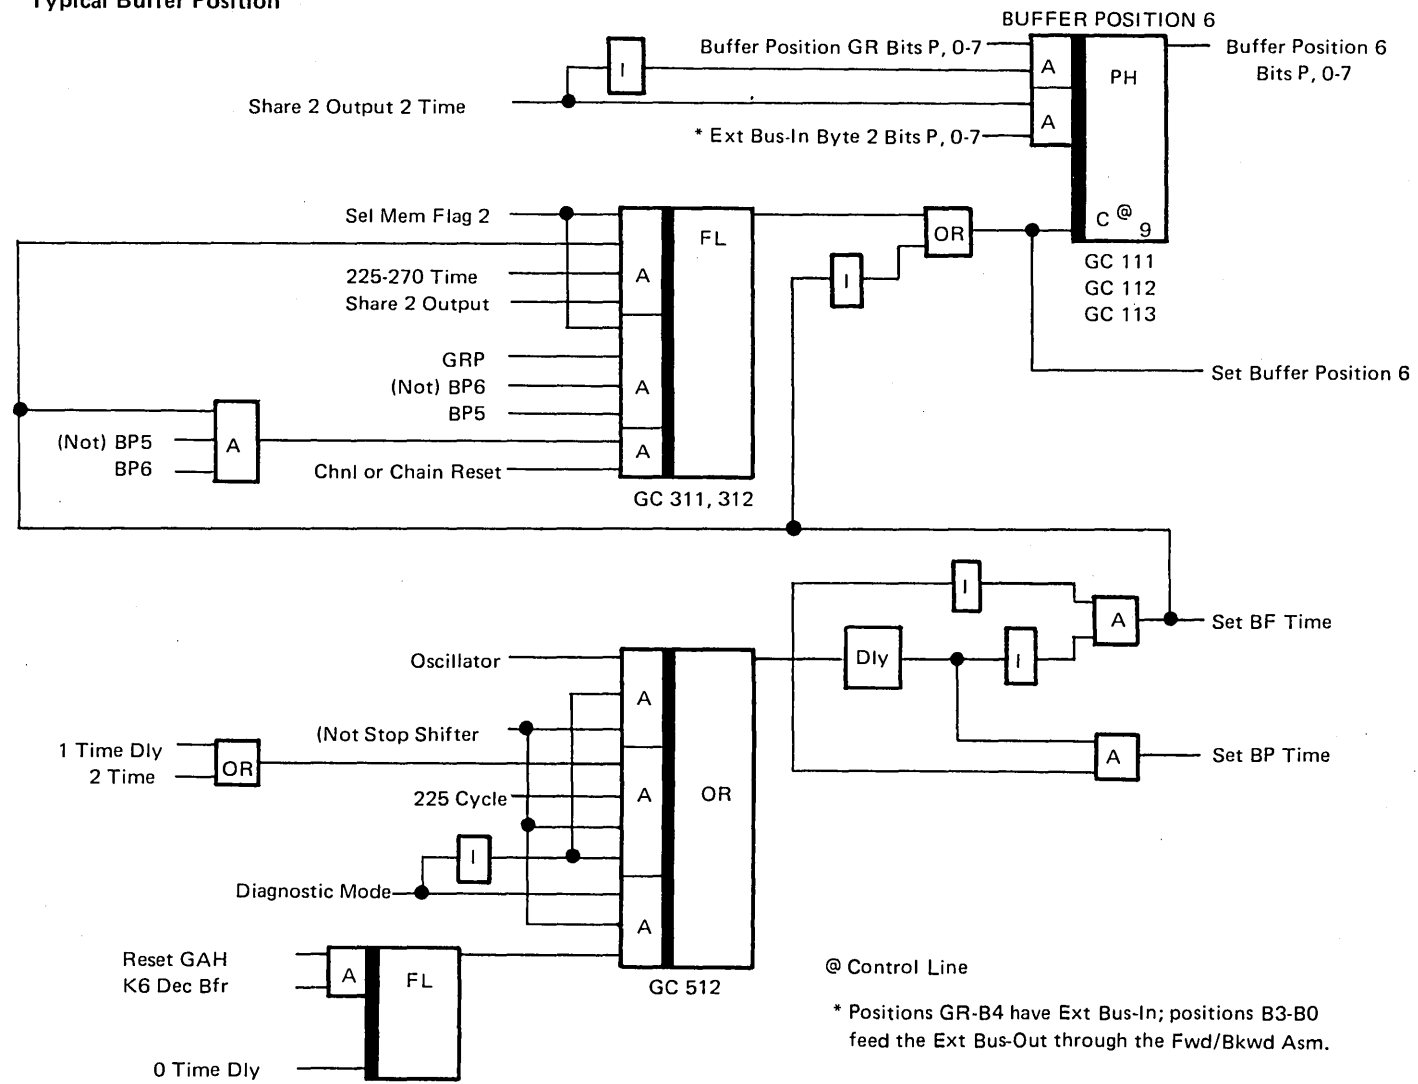 Typical Buffer Position
BUFFER POSITION 6
Buffer Position GR Bits P, 0-7
I
A
PH
Buffer Position 6
Bits P, 0-7
Share 2 Output 2 Time
A
* Ext Bus-In Byte 2 Bits P, 0-7
C @ 9
GC 111
GC 112
GC 113
Sel Mem Flag 2
FL
OR
225-270 Time
A
I
Share 2 Output
GRP
(Not) BP6
A
BP5
Set Buffer Position 6
(Not) BP5
BP6
A
A
Chnl or Chain Reset
GC 311, 312
I
A
Set BF Time
Oscillator
Dly
I
A
(Not Stop Shifter
1 Time Dly
2 Time
OR
225 Cycle
A
OR
A
Set BP Time
I
Diagnostic Mode
A
Reset GAH
K6 Dec Bfr
A
FL
GC 512
0 Time Dly
@ Control Line
* Positions GR-B4 have Ext Bus-In; positions B3-B0
feed the Ext Bus-Out through the Fwd/Bkwd Asm.